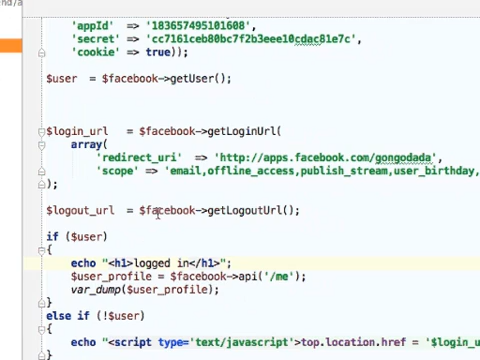 'appId' => '183657495101608',
'secret' => 'cc7161ceb80bc7f2b3eee10cdac81e7c',
'cookie' => true));
$user = $facebook->getUser();
$login_url = $facebook->getLoginUrl(
array(
'redirect_uri' => 'http://apps.facebook.com/gongodada',
'scope' => 'email,offline_access,publish_stream,user_birthday,
);
$logout_url = $facebook->getLogoutUrl();
if ($user)
{
echo "<h1>logged in</h1>";
$user_profile = $facebook->api('/me');
var_dump($user_profile);
}
else if (!$user)
{
echo "<script type='text/javascript'>top.location.href = '$login_u